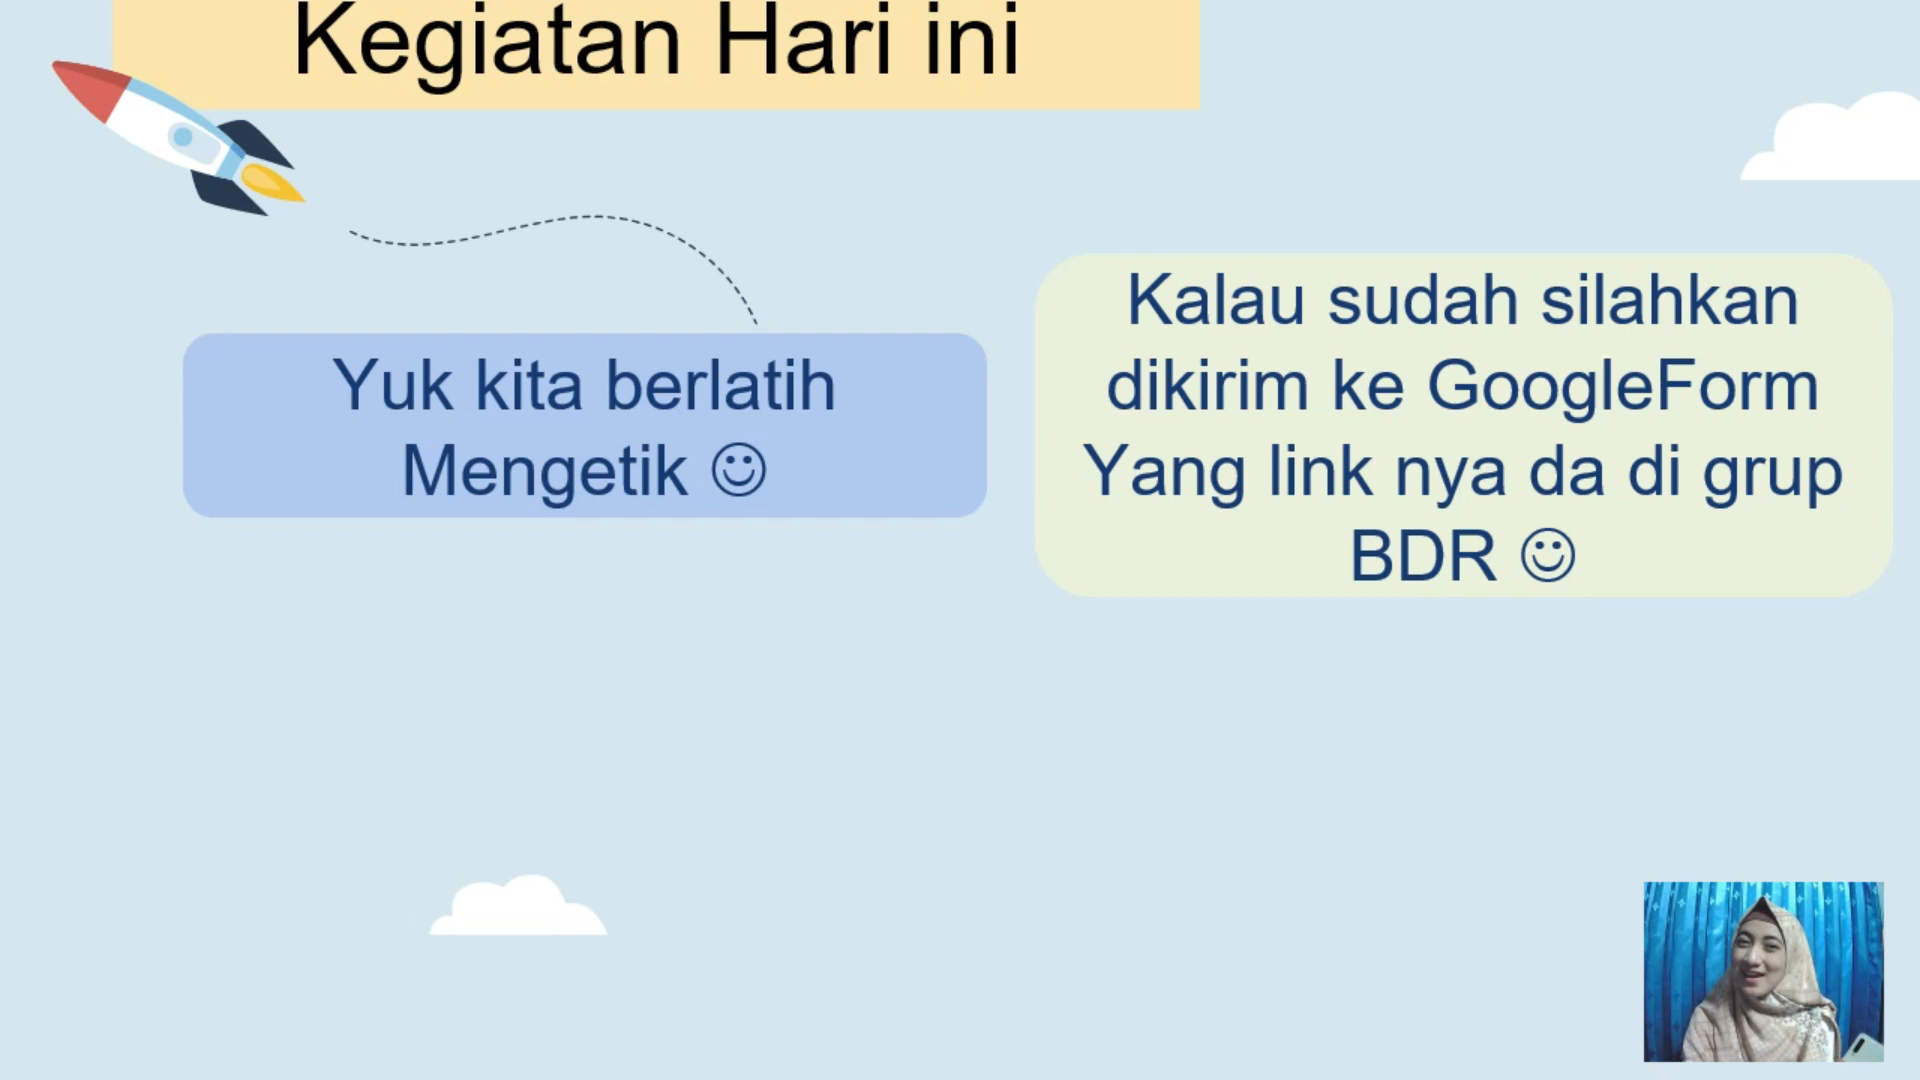 Kegiatan Hari ini
Yuk kita berlatih
Mengetik ☺
Kalau sudah silahkan
dikirim ke GoogleForm
Yang link nya da di grup
BDR ☺